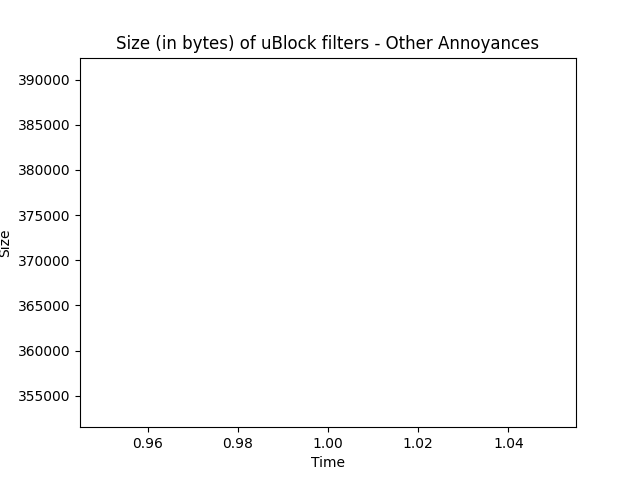 Size (in bytes) of uBlock filters - Other Annoyances
390000
385000
380000
375000
370000
365000
360000
355000
Size
0.96 0.98 1.00 1.02 1.04
Time